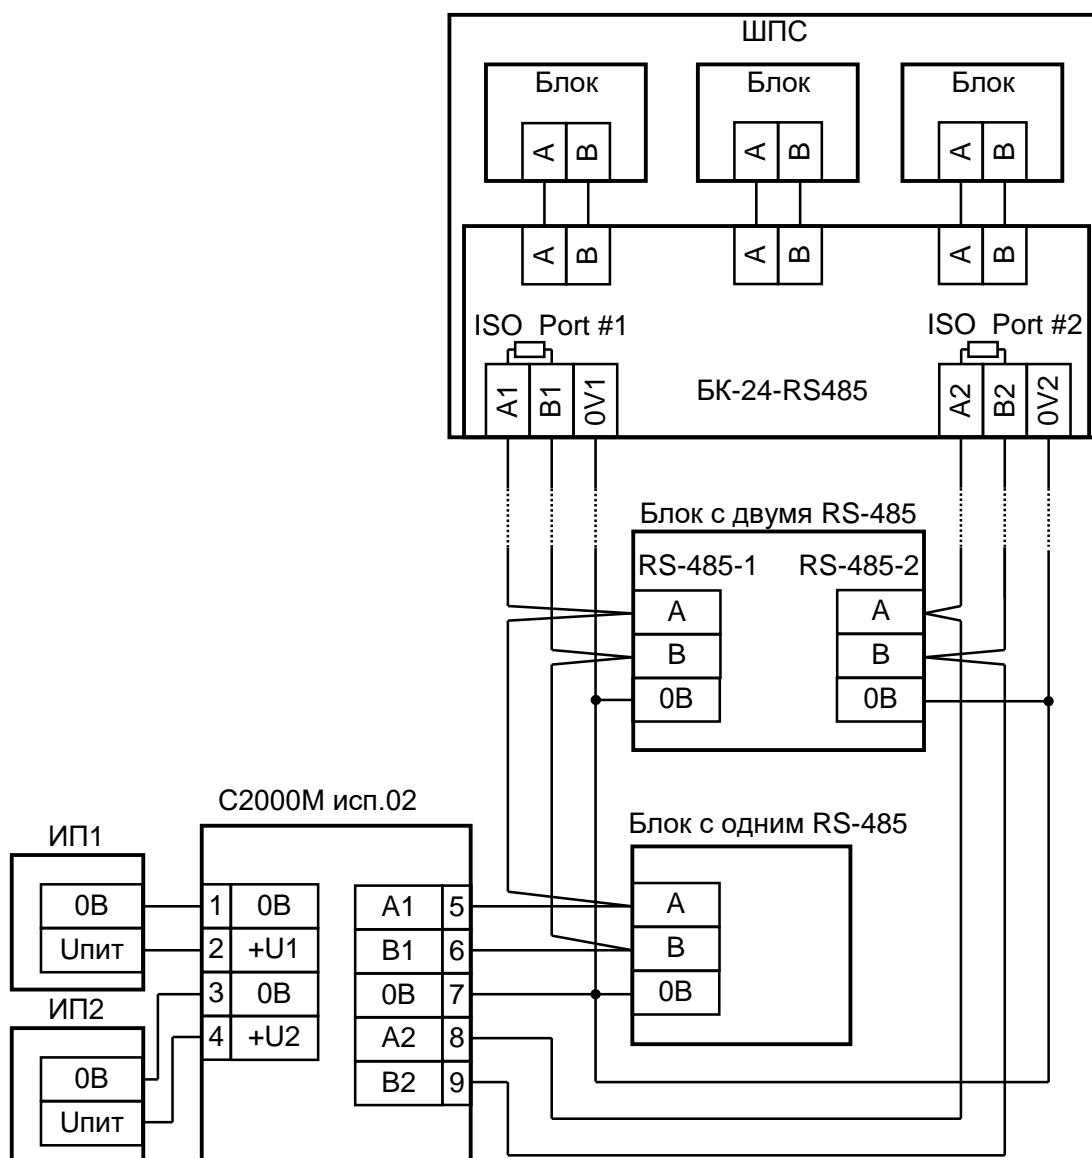 ШПС
Блок Блок Блок
A B A B A B
A B A B A B
ISO Port #1 ISO Port #2
A1 B1 0V1 БК-24-RS485 A2 B2 0V2
Блок с двумя RS-485
RS-485-1 RS-485-2
A A
B B
0В 0В
С2000М исп.02
Блок с одним RS-485
ИП1
0В 1 0В A1 5 A
Uпит 2 +U1 B1 6 B
ИП2 3 0В 0В 7 0В
4 +U2 A2 8
0В B2 9
Uпит